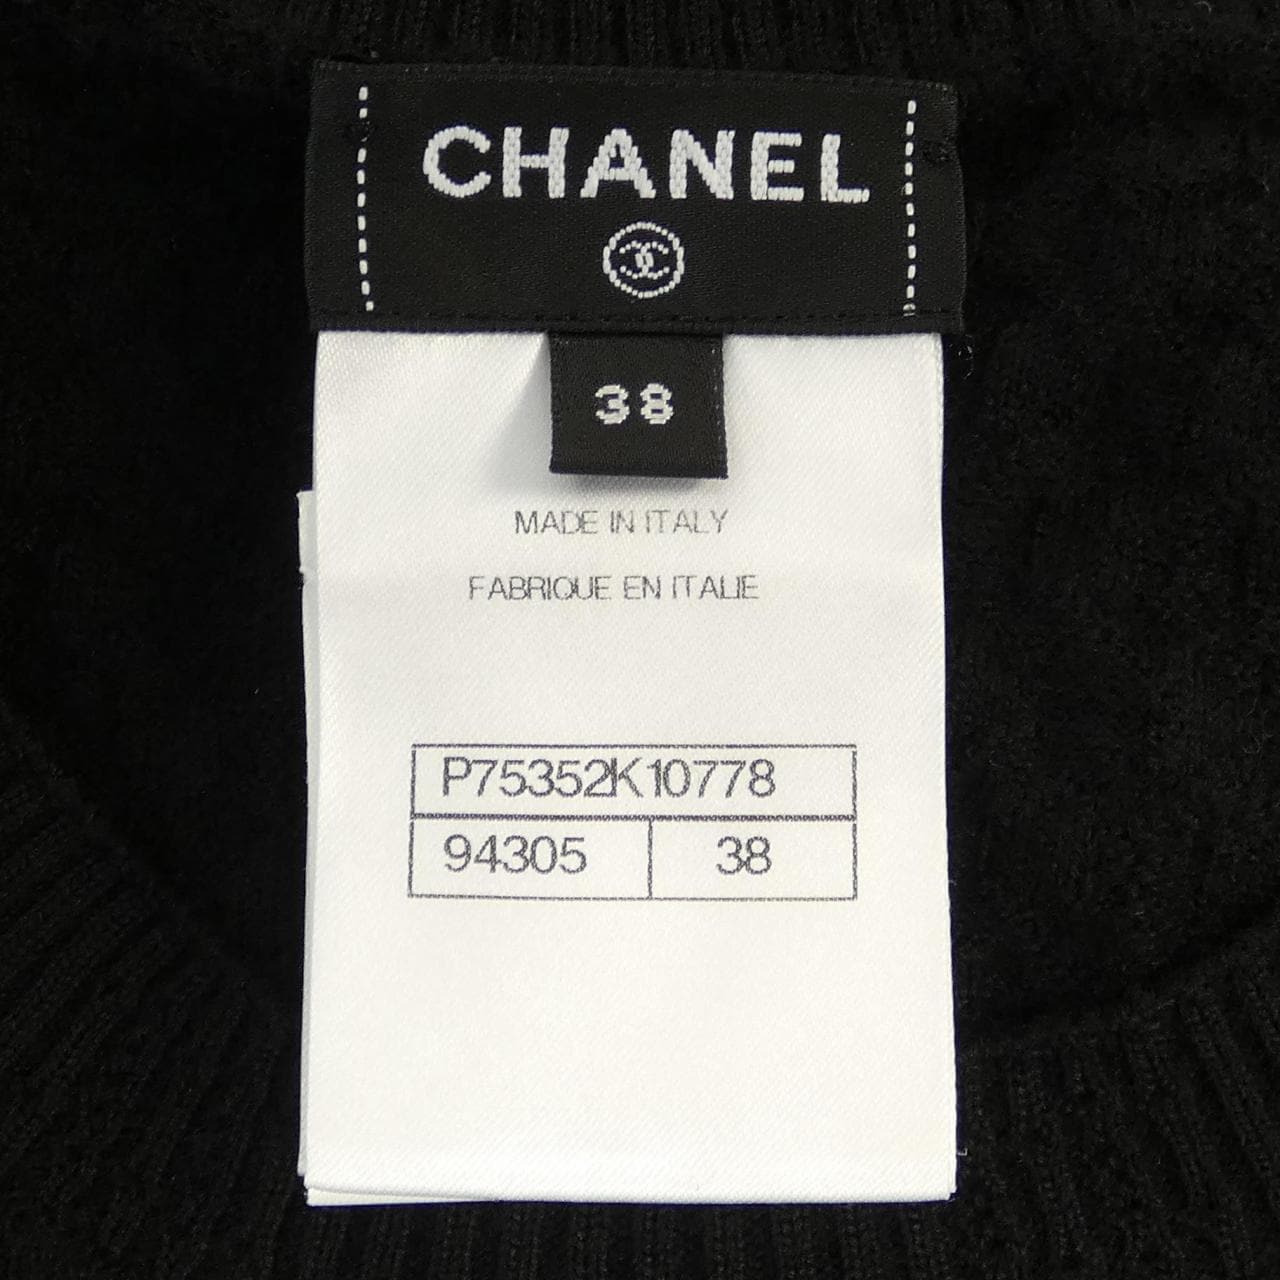 CHANEL
38
MADE IN ITALY
FABRIQUE EN ITALIE
P75352K10778
94305 38